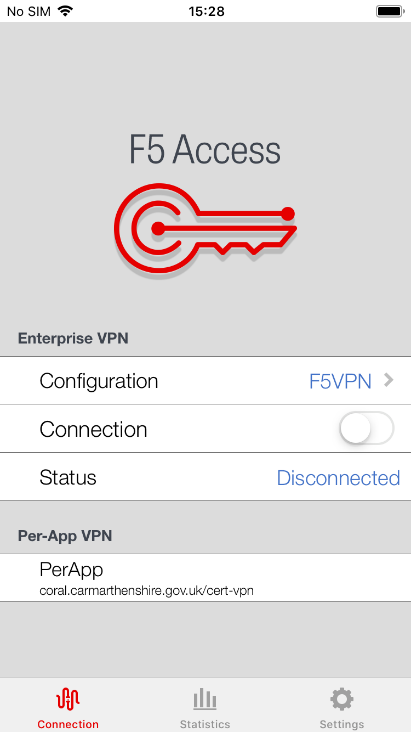 No SIM 15:28
F5 Access
Enterprise VPN
Configuration F5VPN
Connection
Status Disconnected
Per-App VPN
PerApp
coral.carmarthenshire.gov.uk/cert-vpn
Connection Statistics Settings